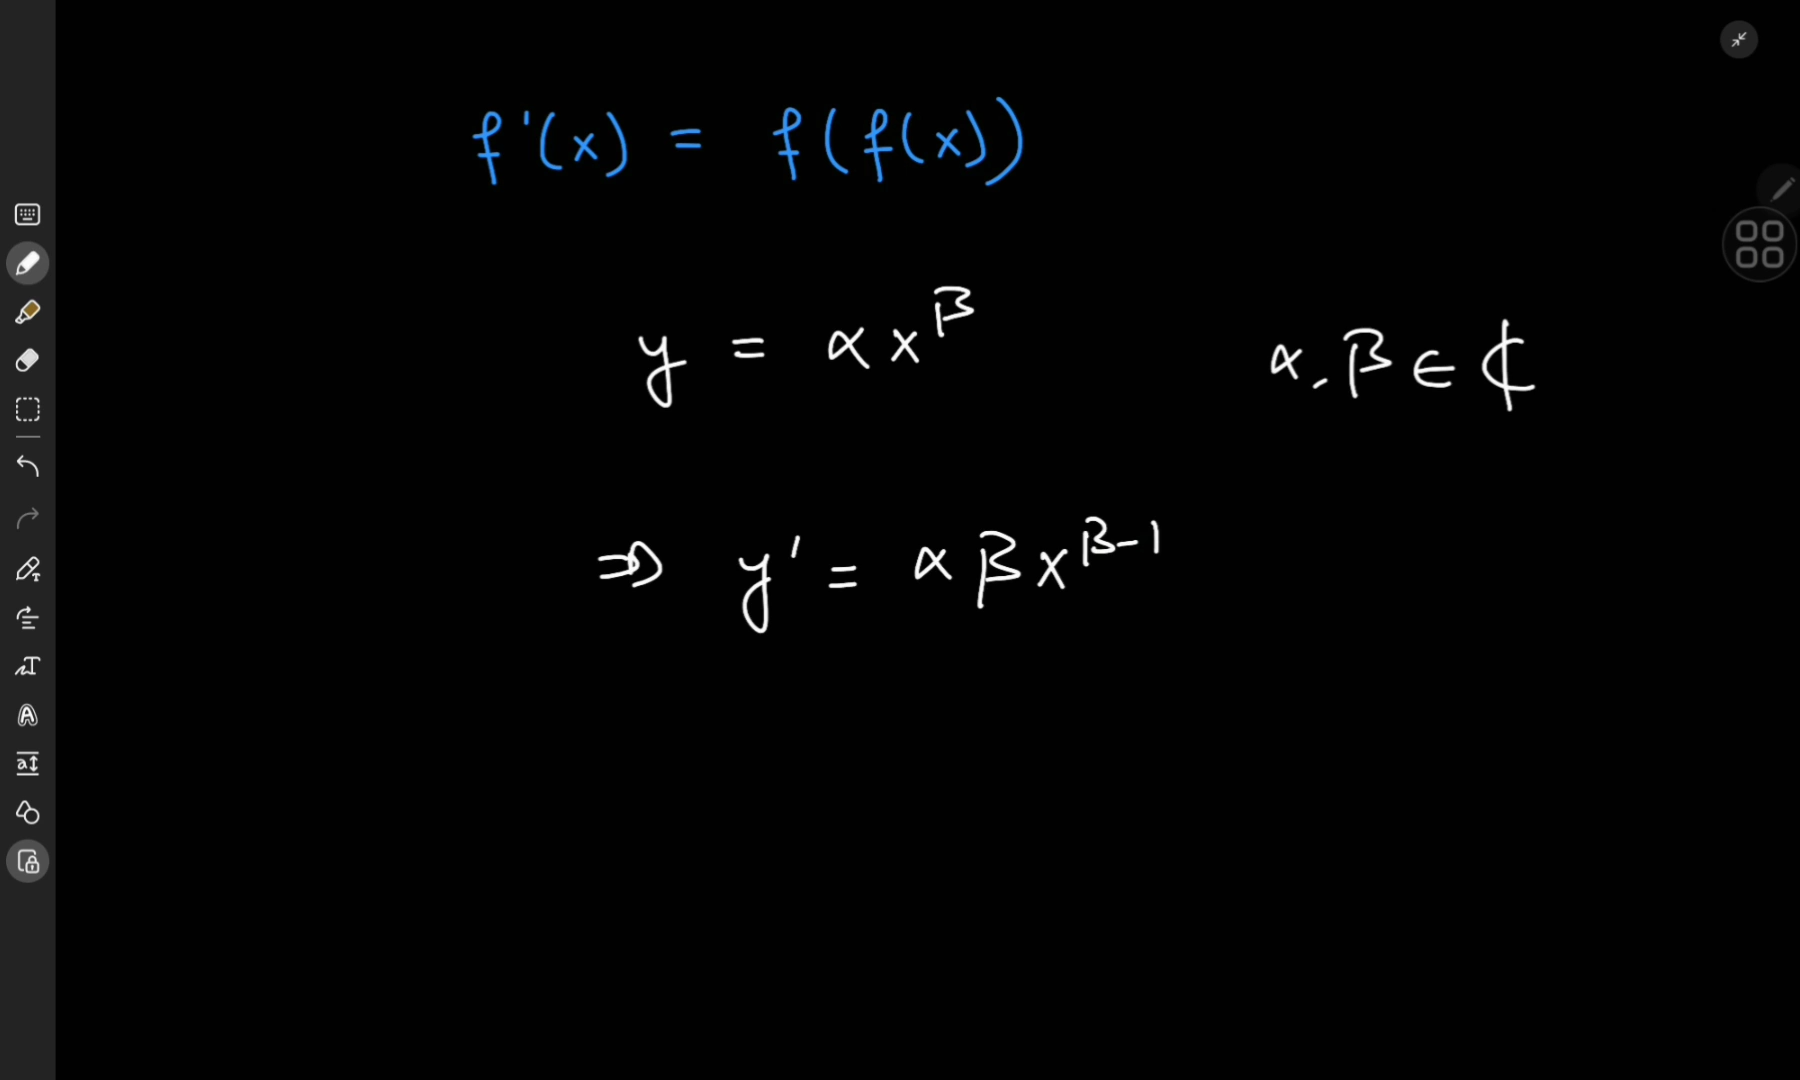 f'(x) = f(f(x))
y = αx^β
α, β ∈ ℂ
⇒ y' = αβx^{β-1}